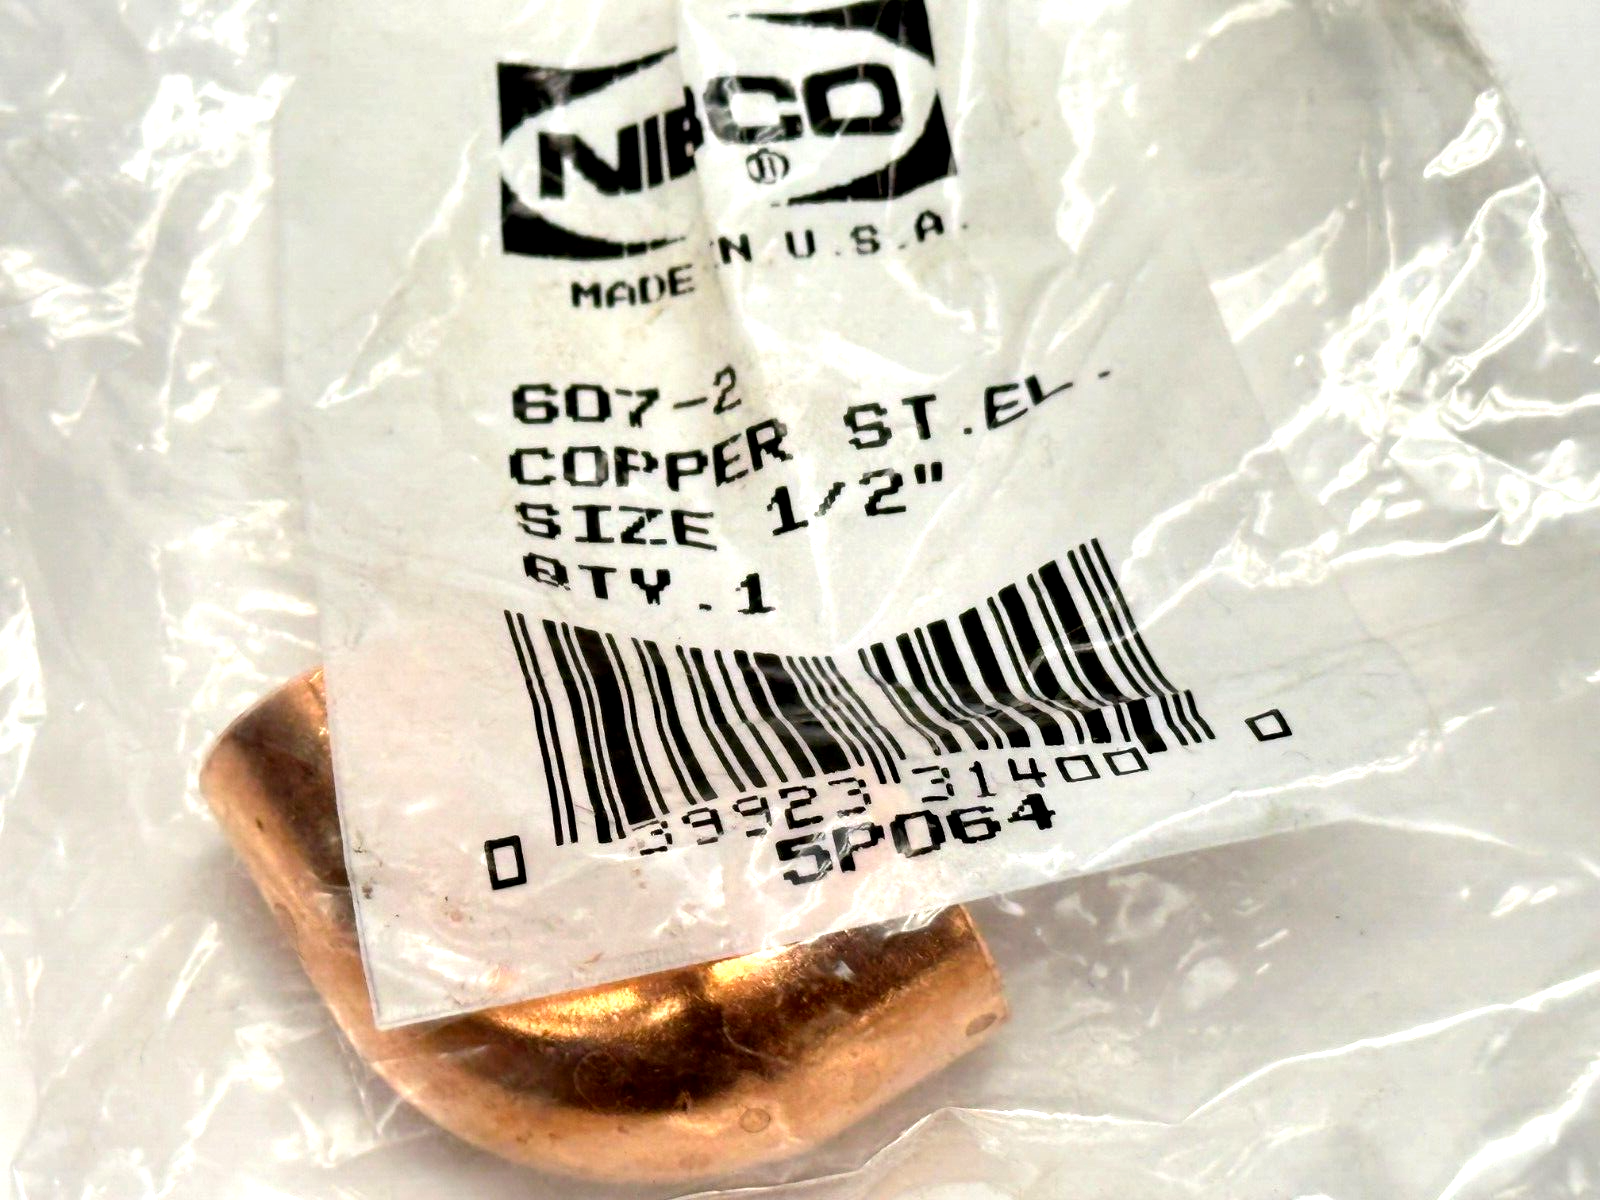 NIBCO
MADE IN U.S.A.
607-2
COPPER ST.EL.
SIZE 1/2"
QTY.1
0 39923 31400 0
5P064